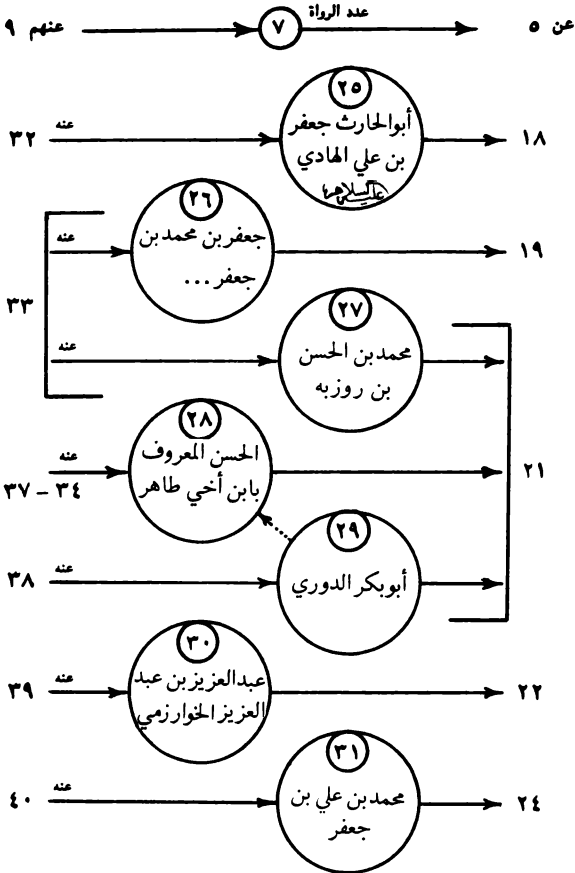 عن ٥ عدد الرواة ٧ عنهم ٩
٢٥
١٨ أبوالحارث جعفر عنه ٣٢
بن علي الهادي
عليه السلام
٢٦
١٩ جعفر بن محمد بن عنه
جعفر ...
٣٣
٢٧
محمد بن الحسن عنه
بن روزبه
٢٨
٢١ الحسن المعروف عنه
بابن أخي طاهر ٣٤ - ٣٧
٢٩
أبوبكر الدوري عنه ٣٨
٣٠
٢٢ عبدالعزيز بن عبد عنه ٣٩
العزيز الخوارزمي
٣١
٢٤ محمد بن علي بن عنه ٤٠
جعفر